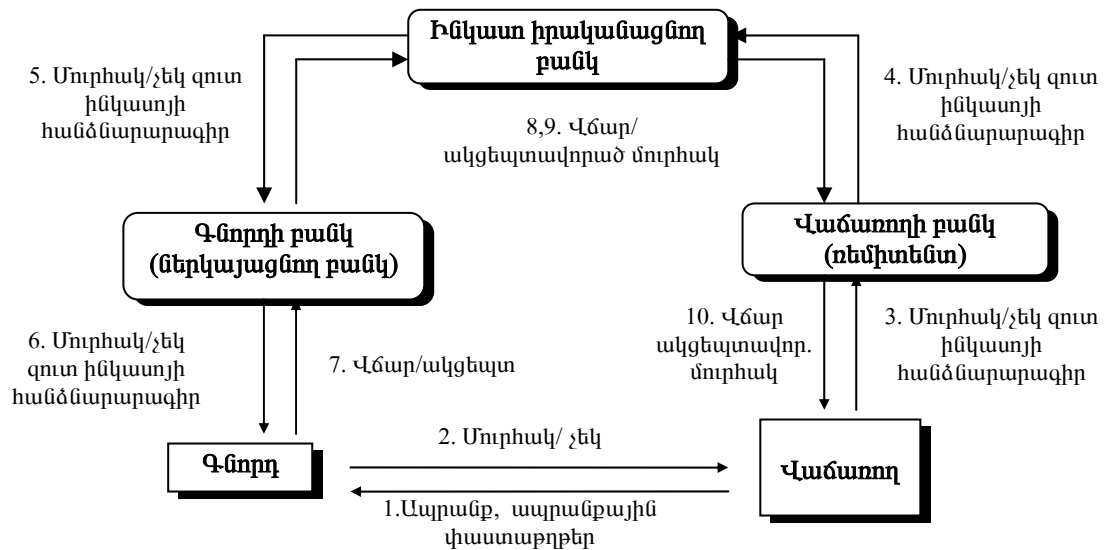 Ինկասո իրականացնող
բանկ
5. Մուրհակ/չեկ զուտ
ինկասոյի
հանձնարարագիր
4. Մուրհակ/չեկ զուտ
ինկասոյի
հանձնարարագիր
8,9. Վճար/
ակցեպտավորած մուրհակ
Գնորդի բանկ
(ներկայացնող բանկ)
Վաճառողի բանկ
(ռեմիտենտ)
6. Մուրհակ/չեկ
զուտ ինկասոյի
հանձնարարագիր
7. Վճար/ակցեպտ
10. Վճար
ակցեպտավոր.
մուրհակ
3. Մուրհակ/չեկ զուտ
ինկասոյի
հանձնարարագիր
2. Մուրհակ/ չեկ
Գնորդ
Վաճառող
1.Ապրանք, ապրանքային
փաստաթղթեր